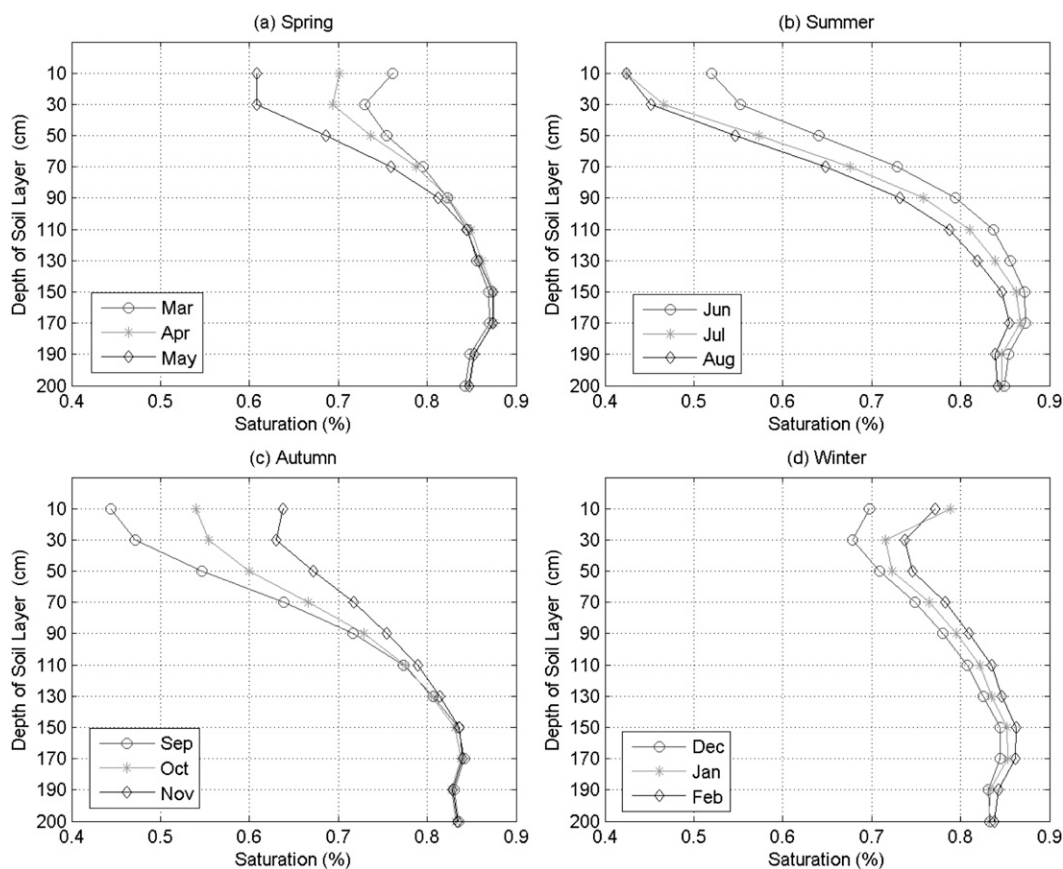 (a) Spring
Depth of Soil Layer (cm)
10
30
50
70
90
110
130
150
170
190
200
Mar
Apr
May
0.4 0.5 0.6 0.7 0.8 0.9
Saturation (%)
(b) Summer
Depth of Soil Layer (cm)
10
30
50
70
90
110
130
150
170
190
200
Jun
Jul
Aug
0.4 0.5 0.6 0.7 0.8 0.9
Saturation (%)
(c) Autumn
Depth of Soil Layer (cm)
10
30
50
70
90
110
130
150
170
190
200
Sep
Oct
Nov
0.4 0.5 0.6 0.7 0.8 0.9
Saturation (%)
(d) Winter
Depth of Soil Layer (cm)
10
30
50
70
90
110
130
150
170
190
200
Dec
Jan
Feb
0.4 0.5 0.6 0.7 0.8 0.9
Saturation (%)